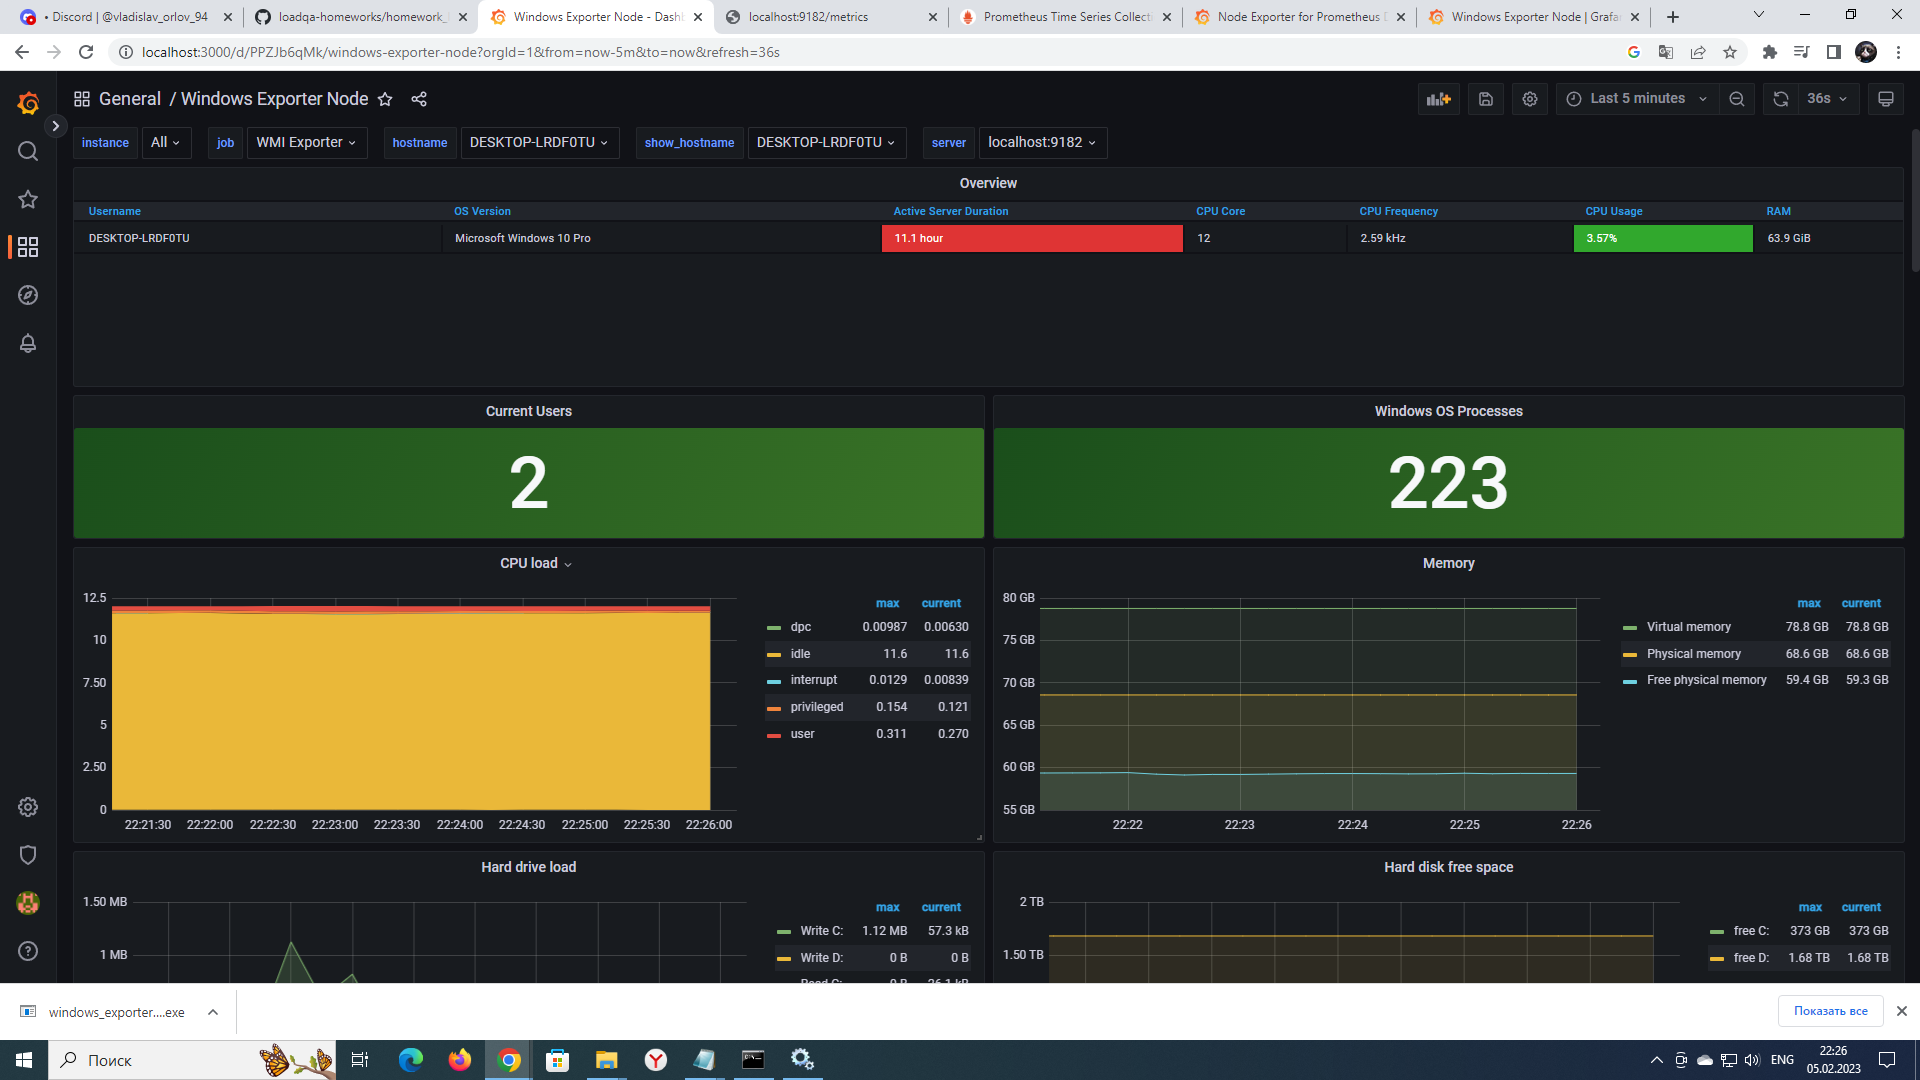 • Discord | @vladislav_orlov_94
loadqa-homeworks/homework_
Windows Exporter Node - Dash
localhost:9182/metrics
Prometheus Time Series Collecti
Node Exporter for Prometheus
Windows Exporter Node | Grafa
localhost:3000/d/PPZJb6qMk/windows-exporter-node?orgId=1&from=now-5m&to=now&refresh=36s
General / Windows Exporter Node
Last 5 minutes
36s
instance All
job WMI Exporter
hostname DESKTOP-LRDF0TU
show_hostname DESKTOP-LRDF0TU
server localhost:9182
Overview
Username OS Version Active Server Duration CPU Core CPU Frequency CPU Usage RAM
DESKTOP-LRDF0TU Microsoft Windows 10 Pro 11.1 hour 12 2.59 kHz 3.57% 63.9 GiB
Current Users
2
Windows OS Processes
223
CPU load
12.5
10
7.50
5
2.50
0
22:21:30 22:22:00 22:22:30 22:23:00 22:23:30 22:24:00 22:24:30 22:25:00 22:25:30 22:26:00
max current
dpc 0.00987 0.00630
idle 11.6 11.6
interrupt 0.0129 0.00839
privileged 0.154 0.121
user 0.311 0.270
Memory
80 GB
75 GB
70 GB
65 GB
60 GB
55 GB
22:22 22:23 22:24 22:25 22:26
max current
Virtual memory 78.8 GB 78.8 GB
Physical memory 68.6 GB 68.6 GB
Free physical memory 59.4 GB 59.3 GB
Hard drive load
1.50 MB
1 MB
max current
Write C: 1.12 MB 57.3 kB
Write D: 0 B 0 B
Read C: 0 B 26.1 kB
Hard disk free space
2 TB
1.50 TB
max current
free C: 373 GB 373 GB
free D: 1.68 TB 1.68 TB
windows_exporter....exe
Показать все
Поиск
ENG
22:26
05.02.2023